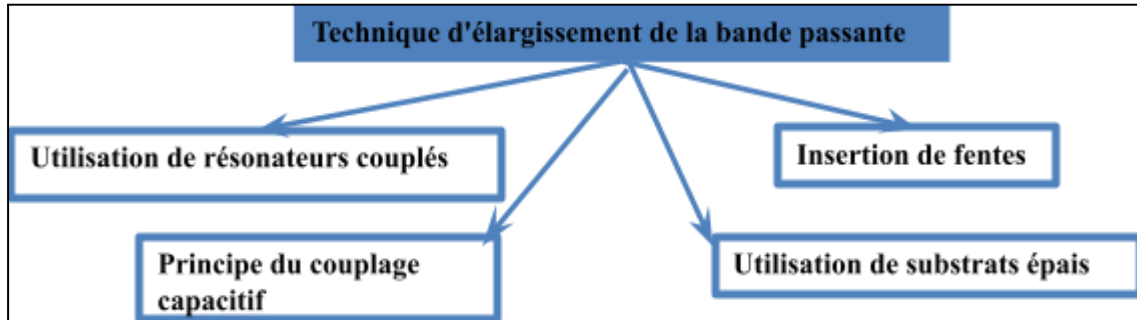 Technique d'élargissement de la bande passante
Utilisation de résonateurs couplés
Insertion de fentes
Principe du couplage
capacitif
Utilisation de substrats épais